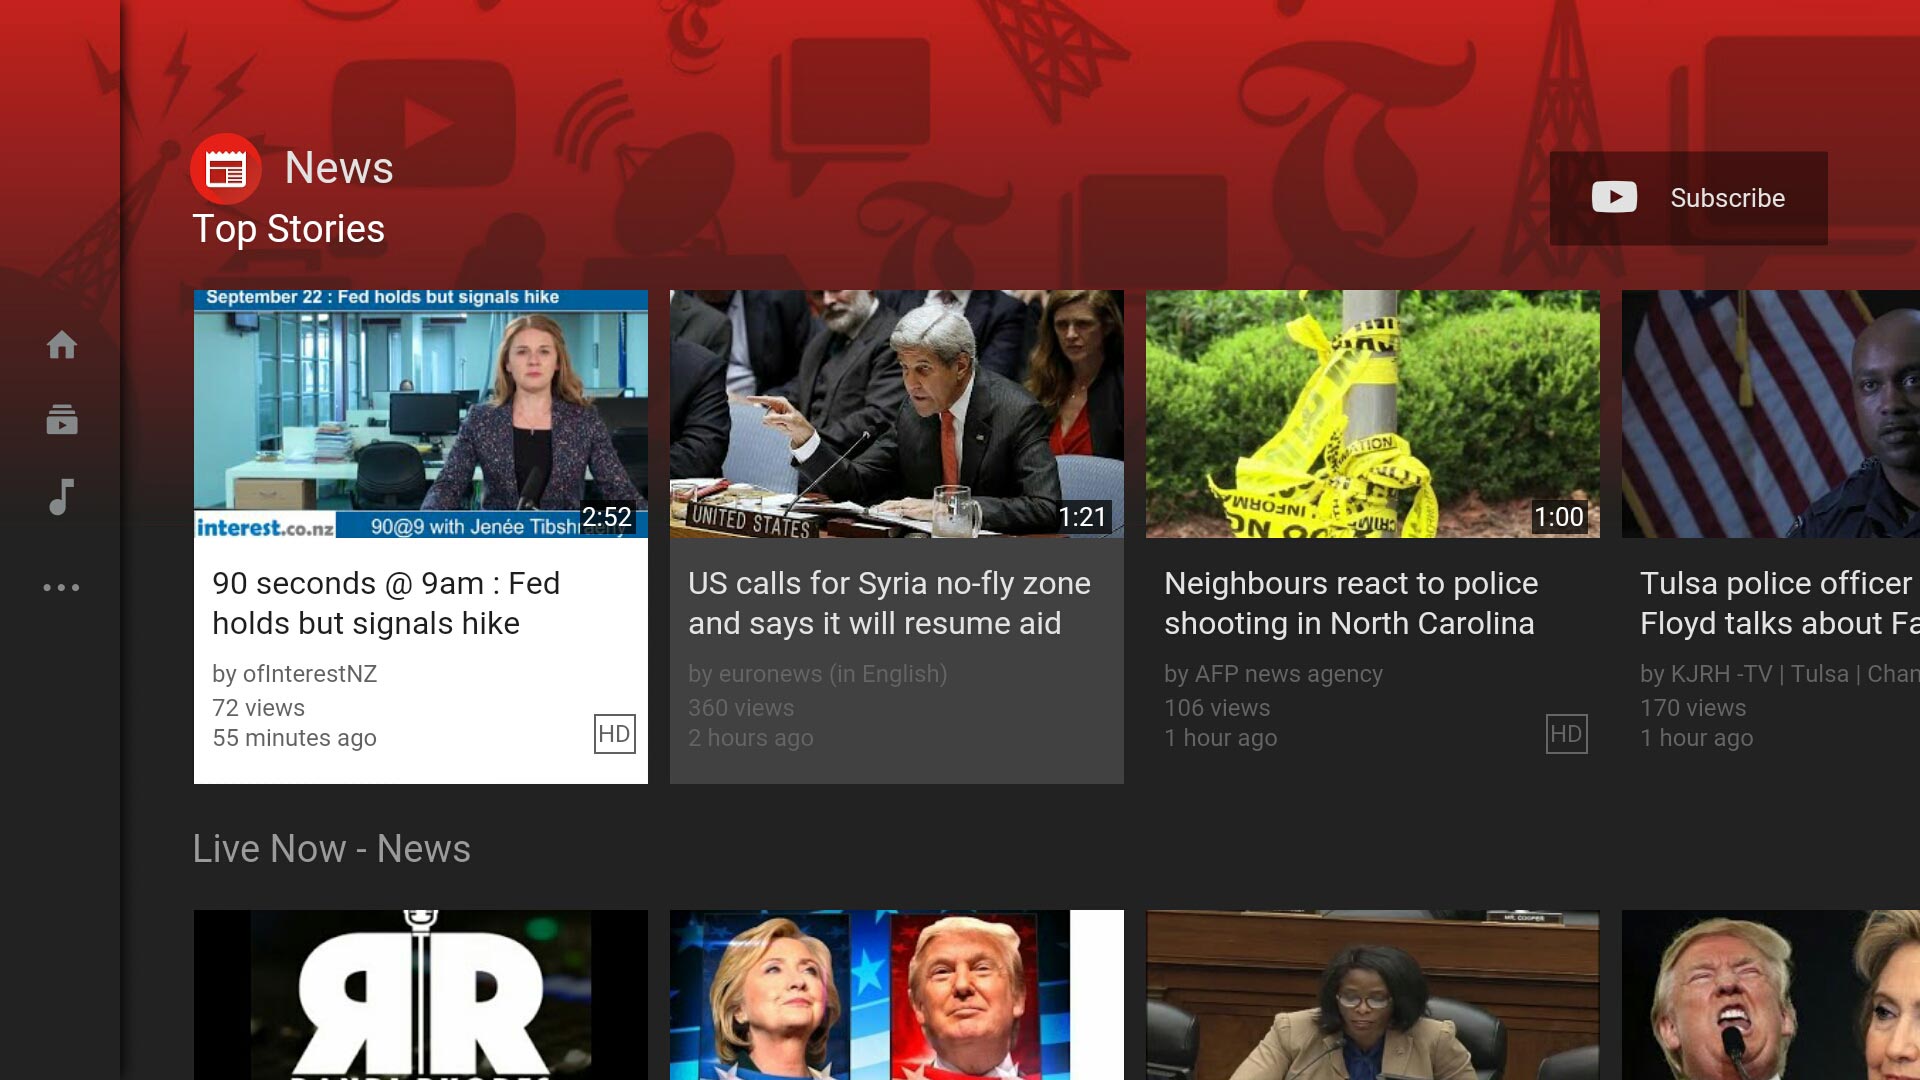 News
Top Stories
Subscribe
September 22 : Fed holds but signals hike
interest.co.nz
90@9 with Jenée
2:52
90 seconds @ 9am : Fed
holds but signals hike
by ofInterestNZ
72 views
55 minutes ago
HD
UNITED STATES
1:21
US calls for Syria no-fly zone
and says it will resume aid
by euronews (in English)
360 views
2 hours ago
1:00
Neighbours react to police
shooting in North Carolina
by AFP news agency
106 views
1 hour ago
HD
Tulsa police officer
Floyd talks about Fa
by KJRH -TV | Tulsa | Chan
170 views
1 hour ago
Live Now - News
MR. COOPER